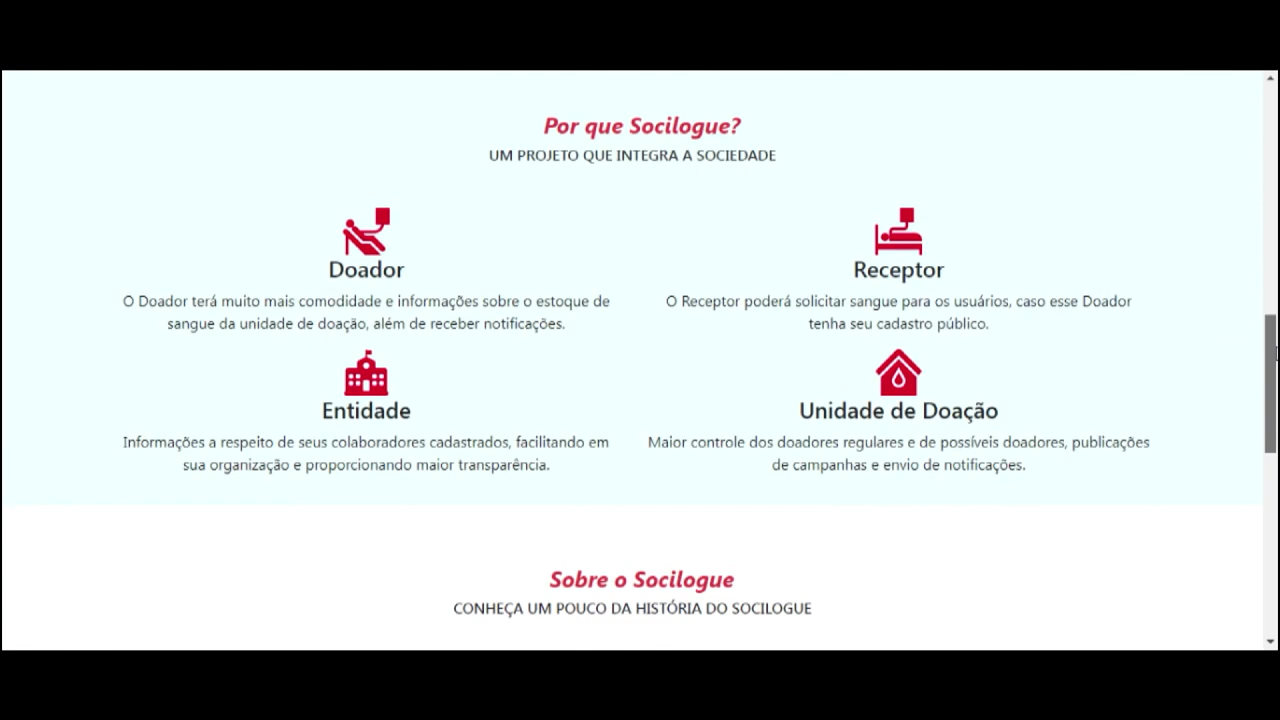 Por que Socilogue?
UM PROJETO QUE INTEGRA A SOCIEDADE
Doador
O Doador terá muito mais comodidade e informações sobre o estoque de
sangue da unidade de doação, além de receber notificações.
Receptor
O Receptor poderá solicitar sangue para os usuários, caso esse Doador
tenha seu cadastro público.
Entidade
Informações a respeito de seus colaboradores cadastrados, facilitando em
sua organização e proporcionando maior transparência.
Unidade de Doação
Maior controle dos doadores regulares e de possíveis doadores, publicações
de campanhas e envio de notificações.
Sobre o Socilogue
CONHEÇA UM POUCO DA HISTÓRIA DO SOCILOGUE